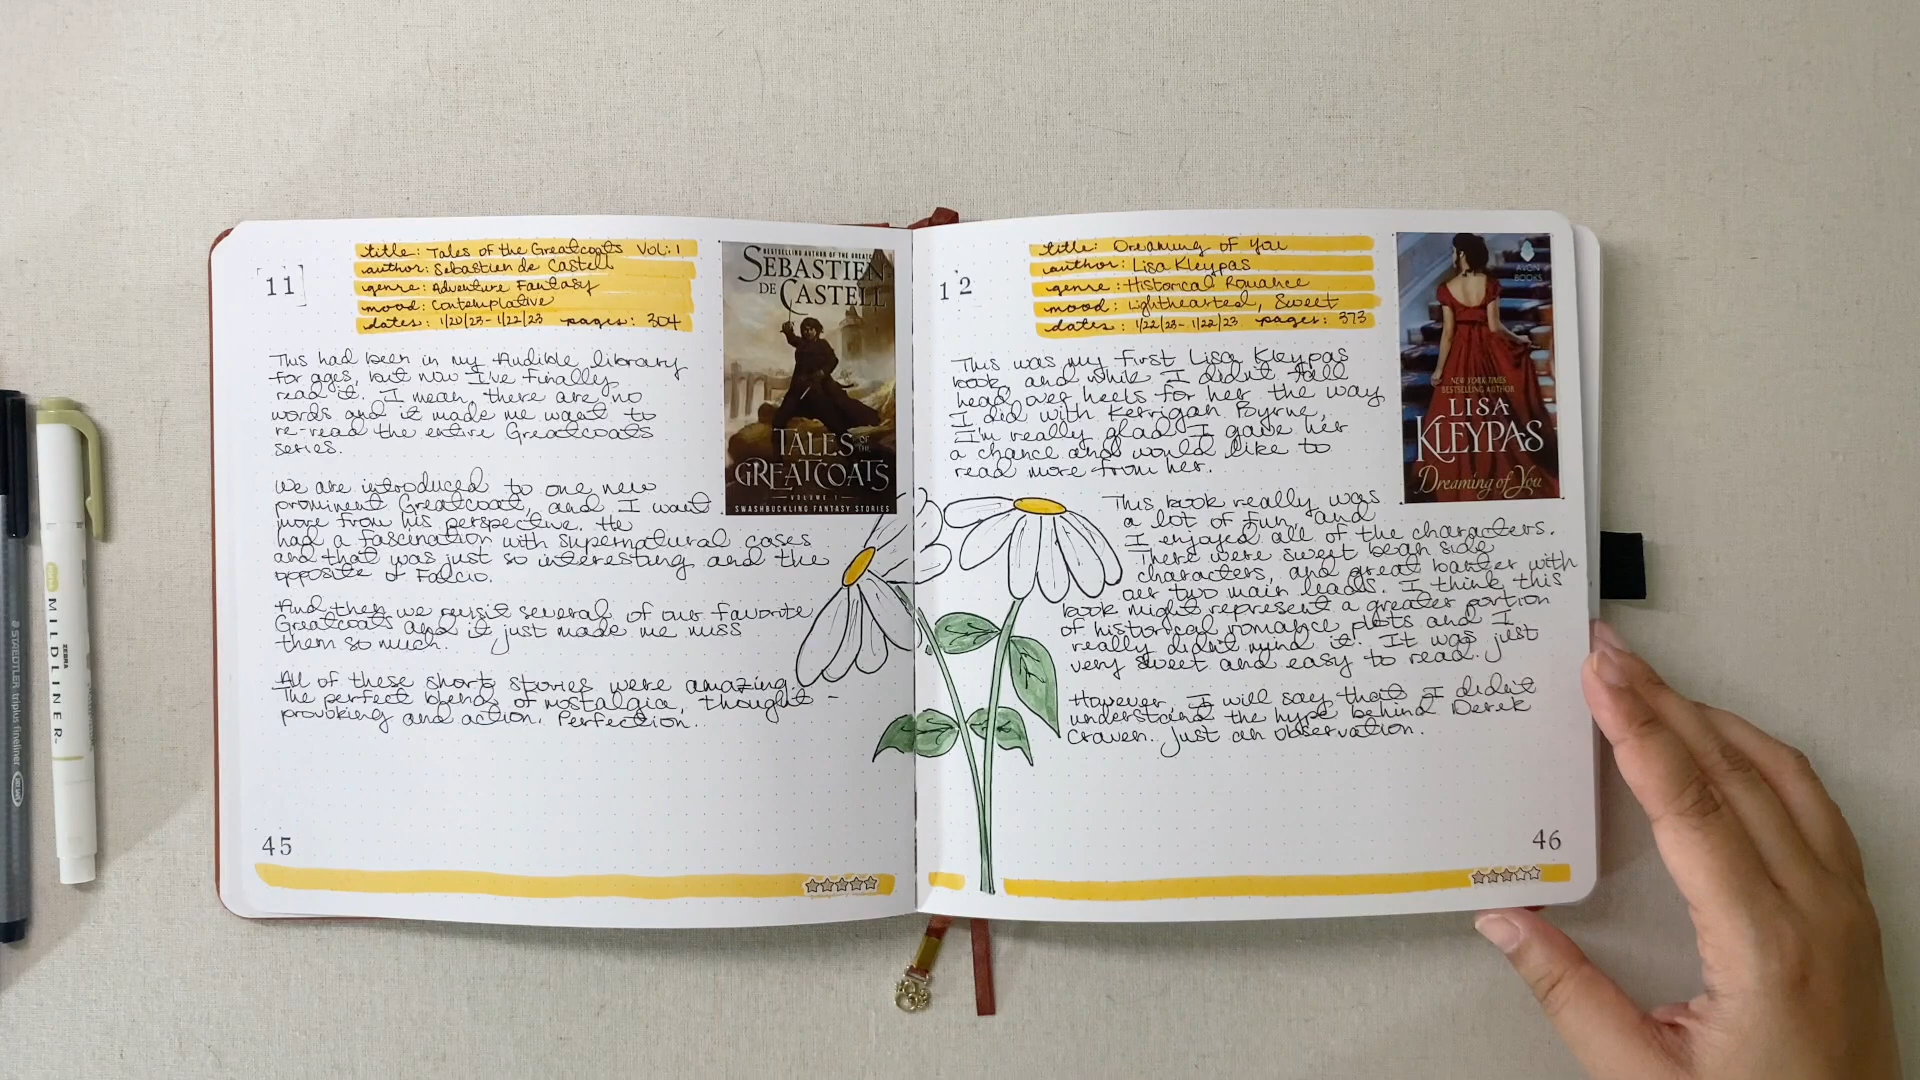 11
title: Tales of the Greatcoats Vol: 1
author: Sebastien de Castell
genre: Adventure Fantasy
mood: Contemplative
dates: 1/20/23 - 1/22/23 pages: 304
This had been in my Audible library
for ages, but now I've finally
read it. I mean there are no
words and it made me want to
re-read the entire Greatcoats
series.
We are introduced to one new
prominent Greatcoat, and I want
more from his perspective. He
had a fascination with supernatural cases
and that was just so interesting and the
opposite of Falcio.
And then we revisit several of our favorite
Greatcoats and it just made me miss
them so much.
All of these short stories were amazing.
The perfect blend of nostalgia, thought-
provoking and action. Perfection.
45
BESTSELLING AUTHOR OF THE GREATC
SEBASTIEN
DE CASTELL
TALES OF THE
GREATCOATS
VOLUME 1
SWASHBUCKLING FANTASY STORIES
12
title: Dreaming of You
author: Lisa Kleypas
genre: Historical Romance
mood: Lighthearted, Sweet
dates: 1/22/23 - 1/22/23 pages: 373
This was my first Lisa Kleypas
book, and while I didn't fall
head over heels for her the way
I did with Kerrigan Byrne,
I'm really glad I gave her
a chance and would like to
read more from her.
This book really was
a lot of fun, and
I enjoyed all of the characters.
There were sweet bean side
characters, and great banter with
our two main leads. I think this
book might represent a greater portion
of historical romance plots and I
really didn't mind it. It was just
very sweet and easy to read.
However, I will say that I didn't
understand the hype behind Derek
Craven. Just an observation.
46
AVON
BOOKS
NEW YORK TIMES
BESTSELLING AUTHOR
LISA
KLEYPAS
Dreaming of You
ZEBRA
MILDLINER
STAEDTLER triplus fineliner